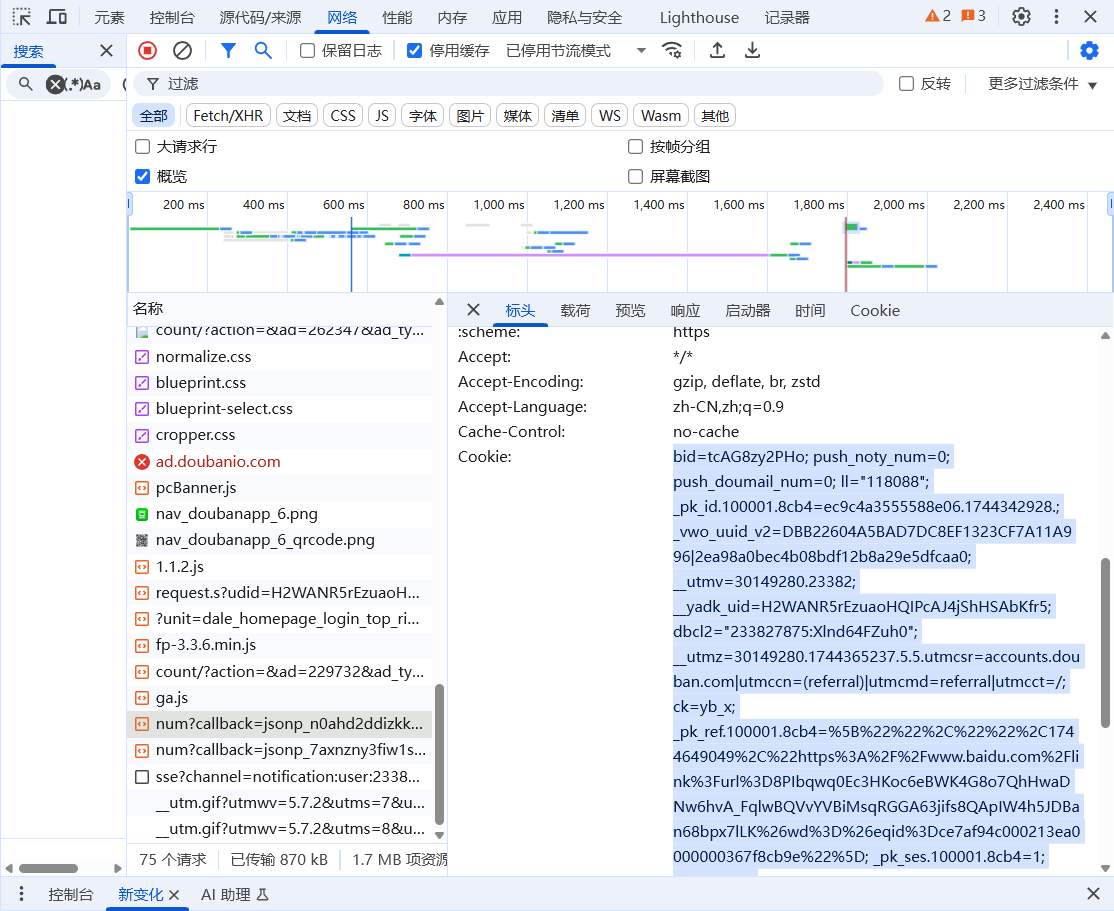 元素 控制台 源代码/来源 网络 性能 内存 应用 隐私与安全 Lighthouse 记录器 2 3
搜索
保留日志 停用缓存 已停用节流模式
(.*) Aa
过滤 反转 更多过滤条件
全部 Fetch/XHR 文档 CSS JS 字体 图片 媒体 清单 WS Wasm 其他
大请求行 按帧分组
概览 屏幕截图
200 ms 400 ms 600 ms 800 ms 1,000 ms 1,200 ms 1,400 ms 1,600 ms 1,800 ms 2,000 ms 2,200 ms 2,400 ms
名称
count/?action=&ad=262347&ad_ty...
normalize.css
blueprint.css
blueprint-select.css
cropper.css
ad.doubanio.com
pcBanner.js
nav_doubanapp_6.png
nav_doubanapp_6_qrcode.png
1.1.2.js
request.s?udid=H2WANR5rEzuaoH...
?unit=dale_homepage_login_top_ri...
fp-3.3.6.min.js
count/?action=&ad=229732&ad_ty...
ga.js
num?callback=jsonp_n0ahd2ddizkk...
num?callback=jsonp_7axnzny3fiw1s...
sse?channel=notification:user:2338...
__utm.gif?utmwv=5.7.2&utms=7&u...
__utm.gif?utmwv=5.7.2&utms=8&u...
75 个请求 已传输 870 kB 1.7 MB 项资源
标头 载荷 预览 响应 启动器 时间 Cookie
:scheme: https
Accept: */*
Accept-Encoding: gzip, deflate, br, zstd
Accept-Language: zh-CN,zh;q=0.9
Cache-Control: no-cache
Cookie: bid=tcAG8zy2PHo; push_noty_num=0;
push_doumail_num=0; ll="118088";
_pk_id.100001.8cb4=ec9c4a3555588e06.1744342928.;
_vwo_uuid_v2=DBB22604A5BAD7DC8EF1323CF7A11A9
96|2ea98a0bec4b08bdf12b8a29e5dfcaa0;
__utmv=30149280.23382;
__yadk_uid=H2WANR5rEzuaoHQIPcAJ4jShHSAbKfr5;
dbcl2="233827875:Xlnd64FZuh0";
__utmz=30149280.1744365237.5.5.utmcsr=accounts.dou
ban.com|utmccn=(referral)|utmcmd=referral|utmcct=/;
ck=yb_x;
_pk_ref.100001.8cb4=%5B%22%22%2C%22%22%2C174
4649049%2C%22https%3A%2F%2Fwww.baidu.com%2Fli
nk%3Furl%3D8PIbqwq0Ec3HKoc6eBWK4G8o7QhHwaD
Nw6hvA_FqlwBQVvYVBiMsqRGGA63jifs8QApIW4h5JDBa
n68bpx7lLK%26wd%3D%26eqid%3Dce7af94c000213ea0
000000367f8cb9e%22%5D; _pk_ses.100001.8cb4=1;
控制台 新变化 AI 助理